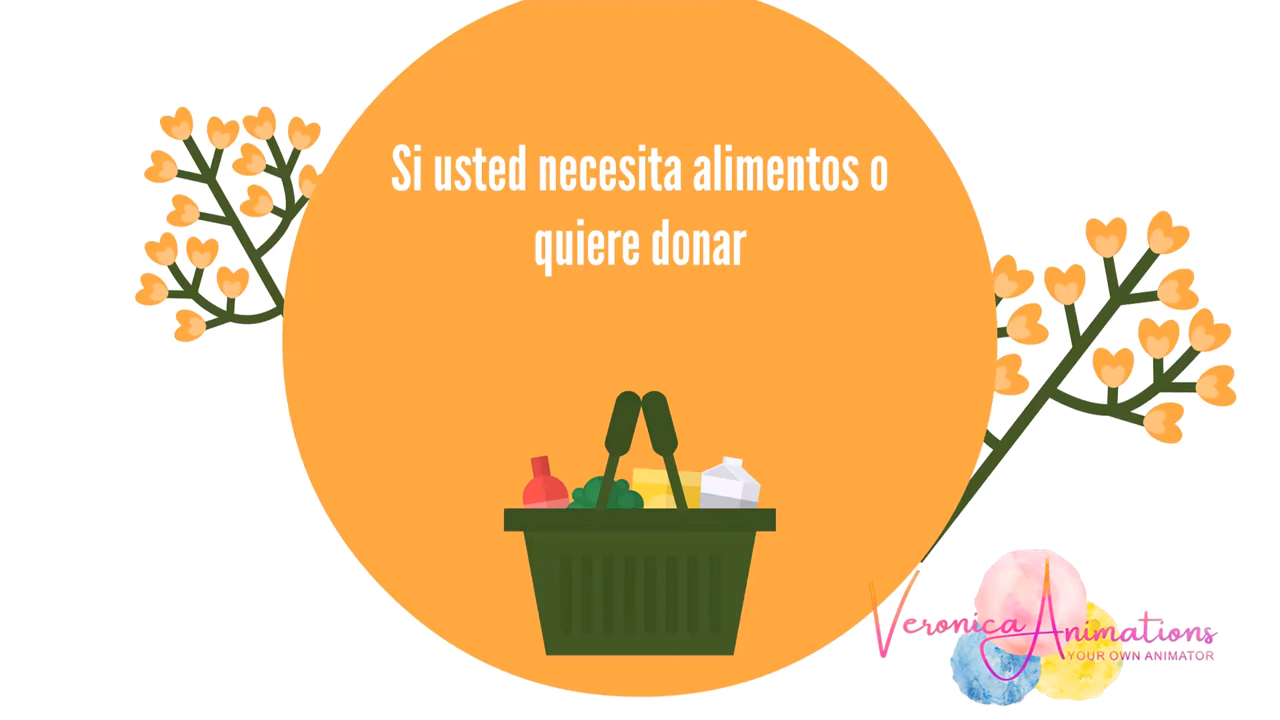 Si usted necesita alimentos o
quiere donar
Veronica Animations
YOUR OWN ANIMATOR